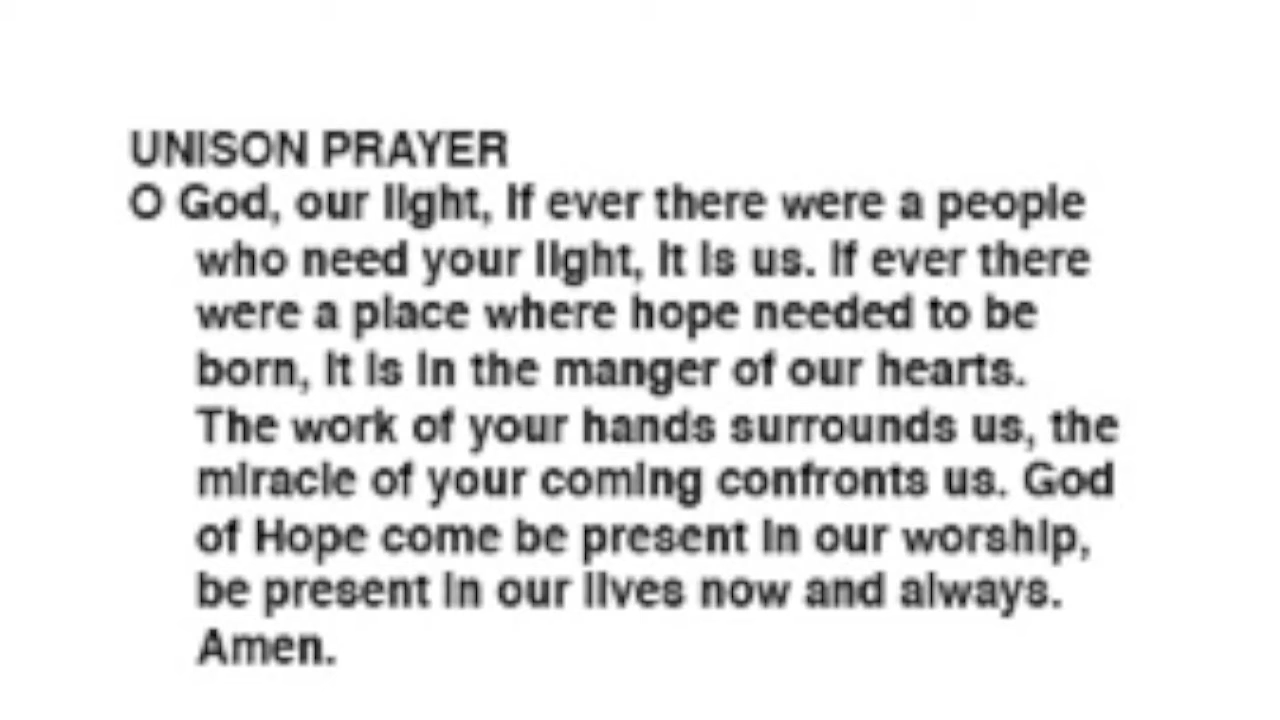 UNISON PRAYER
O God, our light, If ever there were a people
who need your light, it is us. If ever there
were a place where hope needed to be
born, it is in the manger of our hearts.
The work of your hands surrounds us, the
miracle of your coming confronts us. God
of Hope come be present in our worship,
be present in our lives now and always.
Amen.